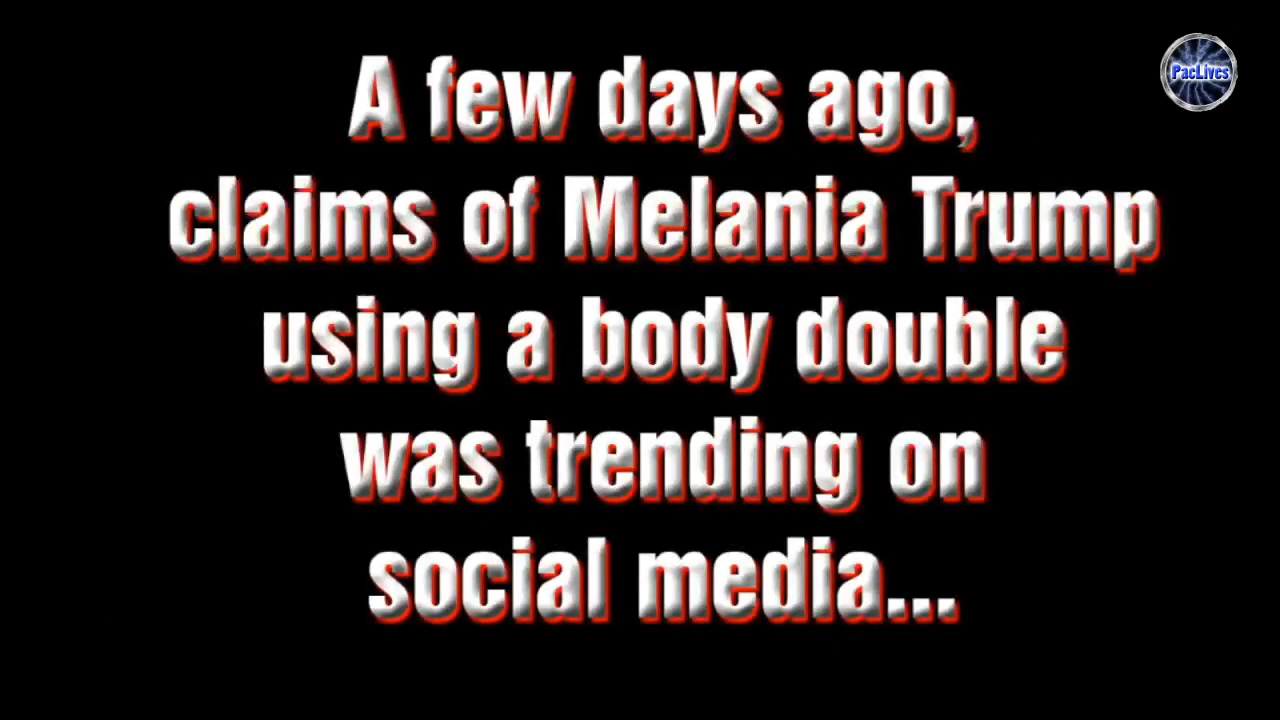 PacLives
A few days ago,
claims of Melania Trump
using a body double
was trending on
social media...